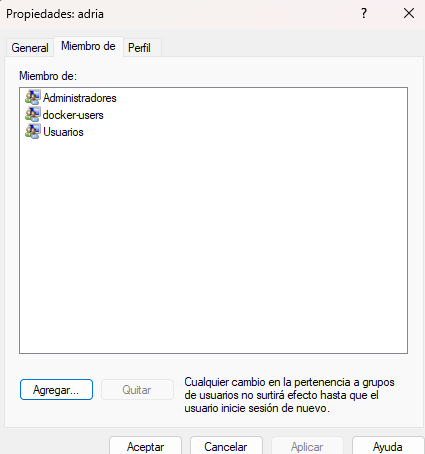 Propiedades: adria
?
General
Miembro de
Perfil
Miembro de:
Administradores
docker-users
Usuarios
Agregar...
Quitar
Cualquier cambio en la pertenencia a grupos
de usuarios no surtirá efecto hasta que el
usuario inicie sesión de nuevo.
Aceptar
Cancelar
Aplicar
Ayuda